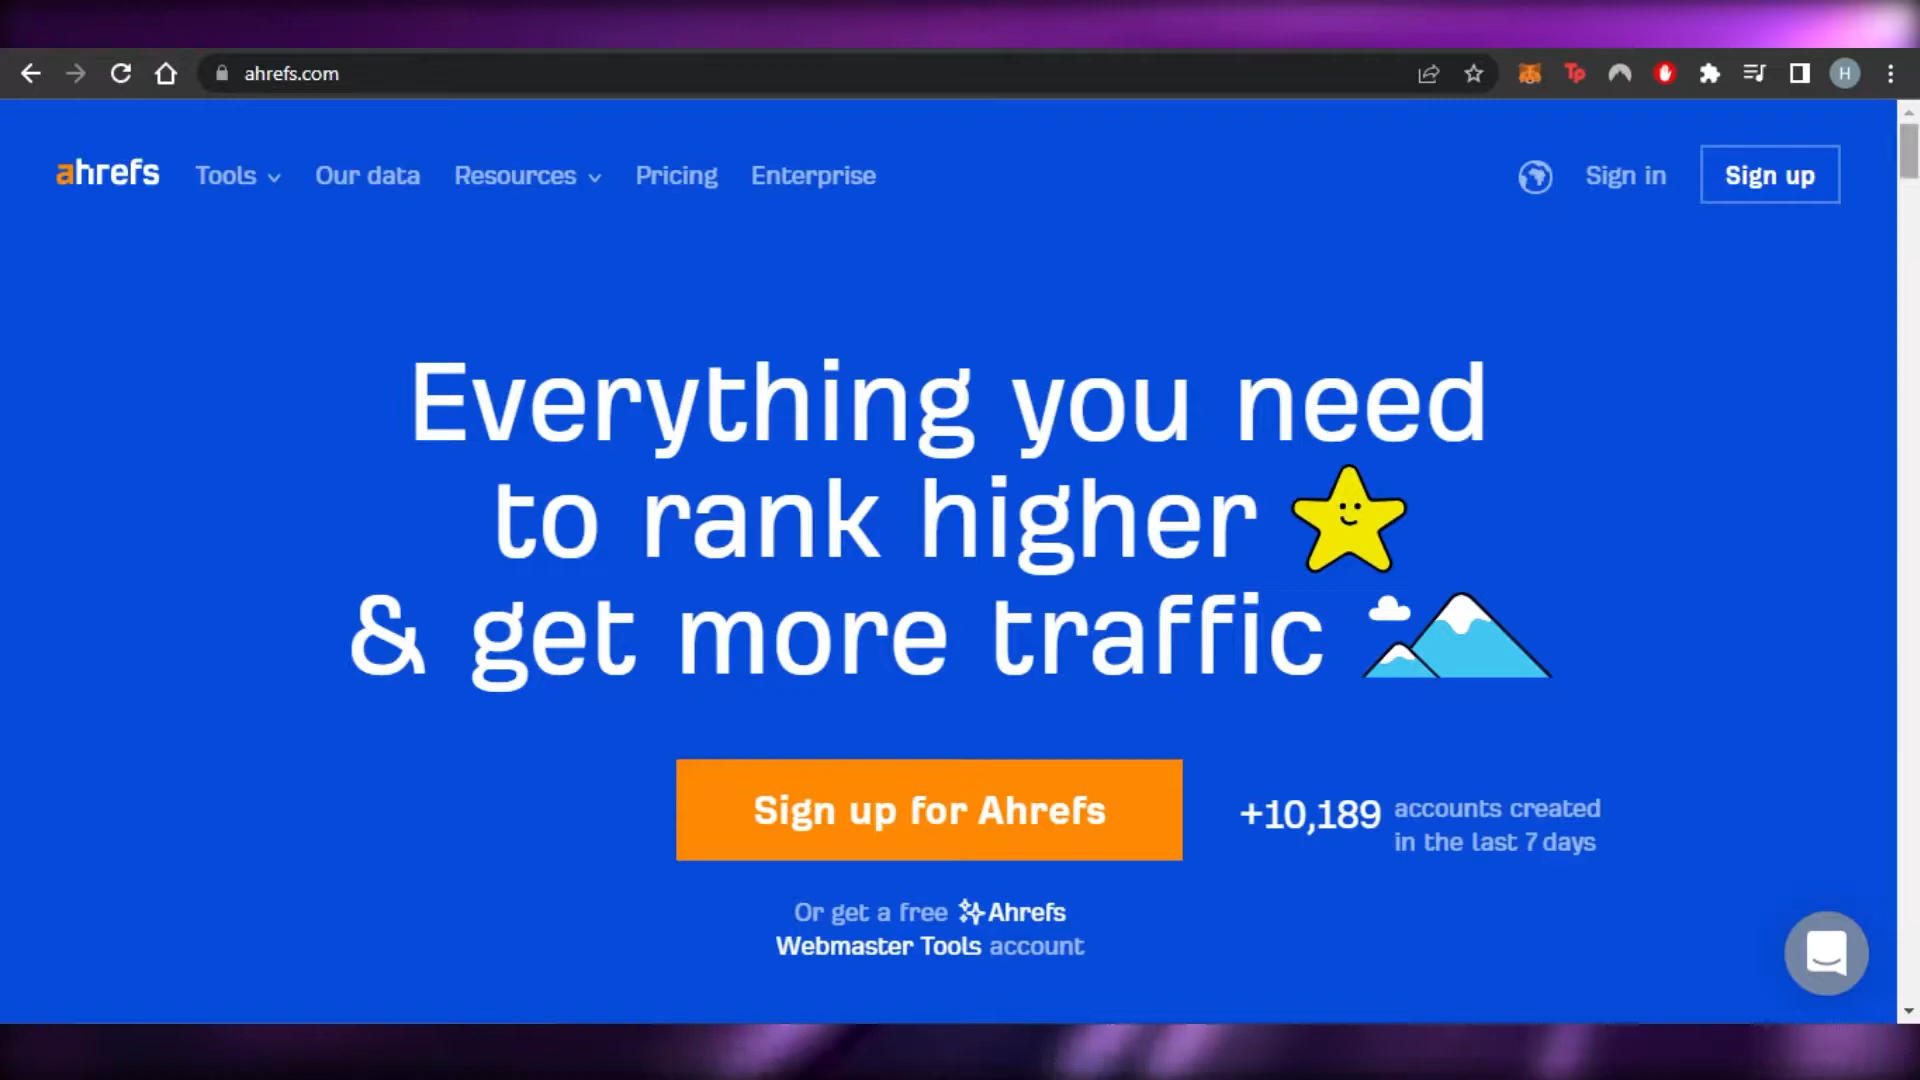 ahrefs.com
Tp
H
ahrefs Tools Our data Resources Pricing Enterprise Sign in Sign up
Everything you need
to rank higher
& get more traffic
Sign up for Ahrefs
+10,189 accounts created
in the last 7 days
Or get a free Ahrefs
Webmaster Tools account